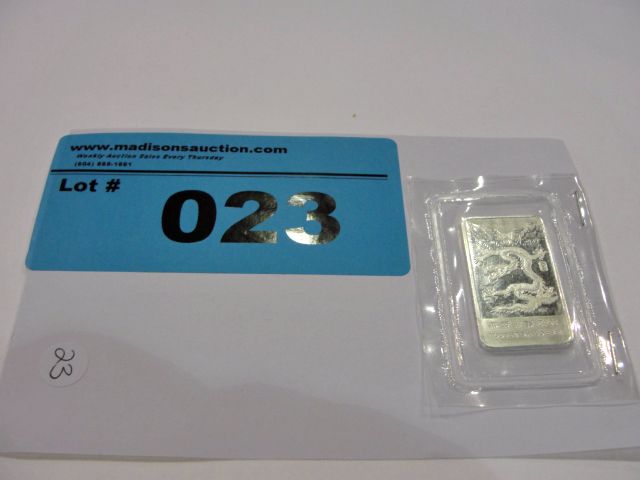 www.madisonsauction.com
Weekly Auction Sales Every Thursday
Lot #
023
23